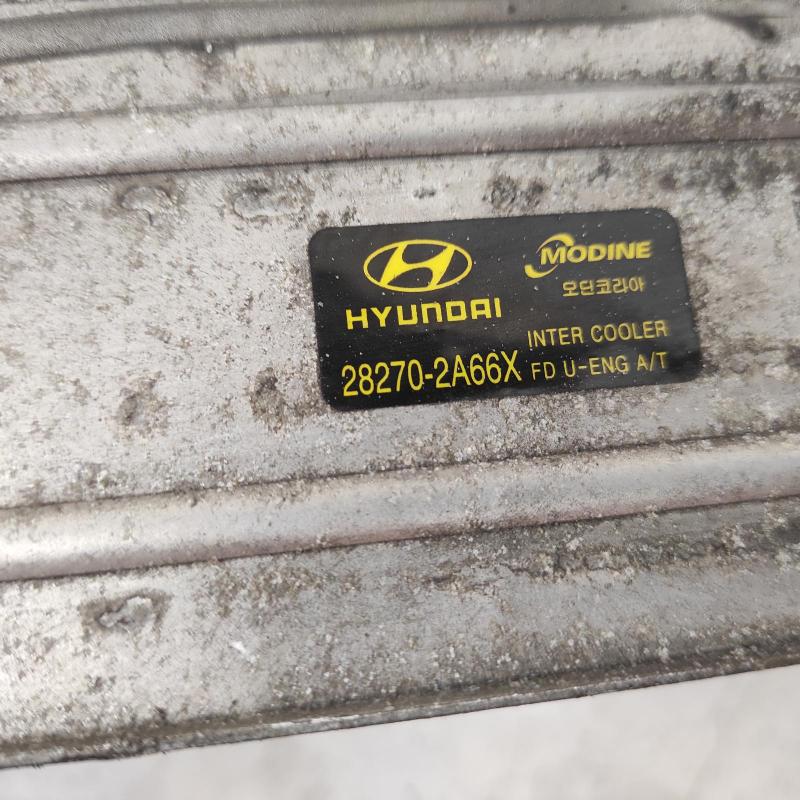 HYUNDAI
MODINE
모딘코리아
INTER COOLER
28270-2A66X
FD U-ENG A/T